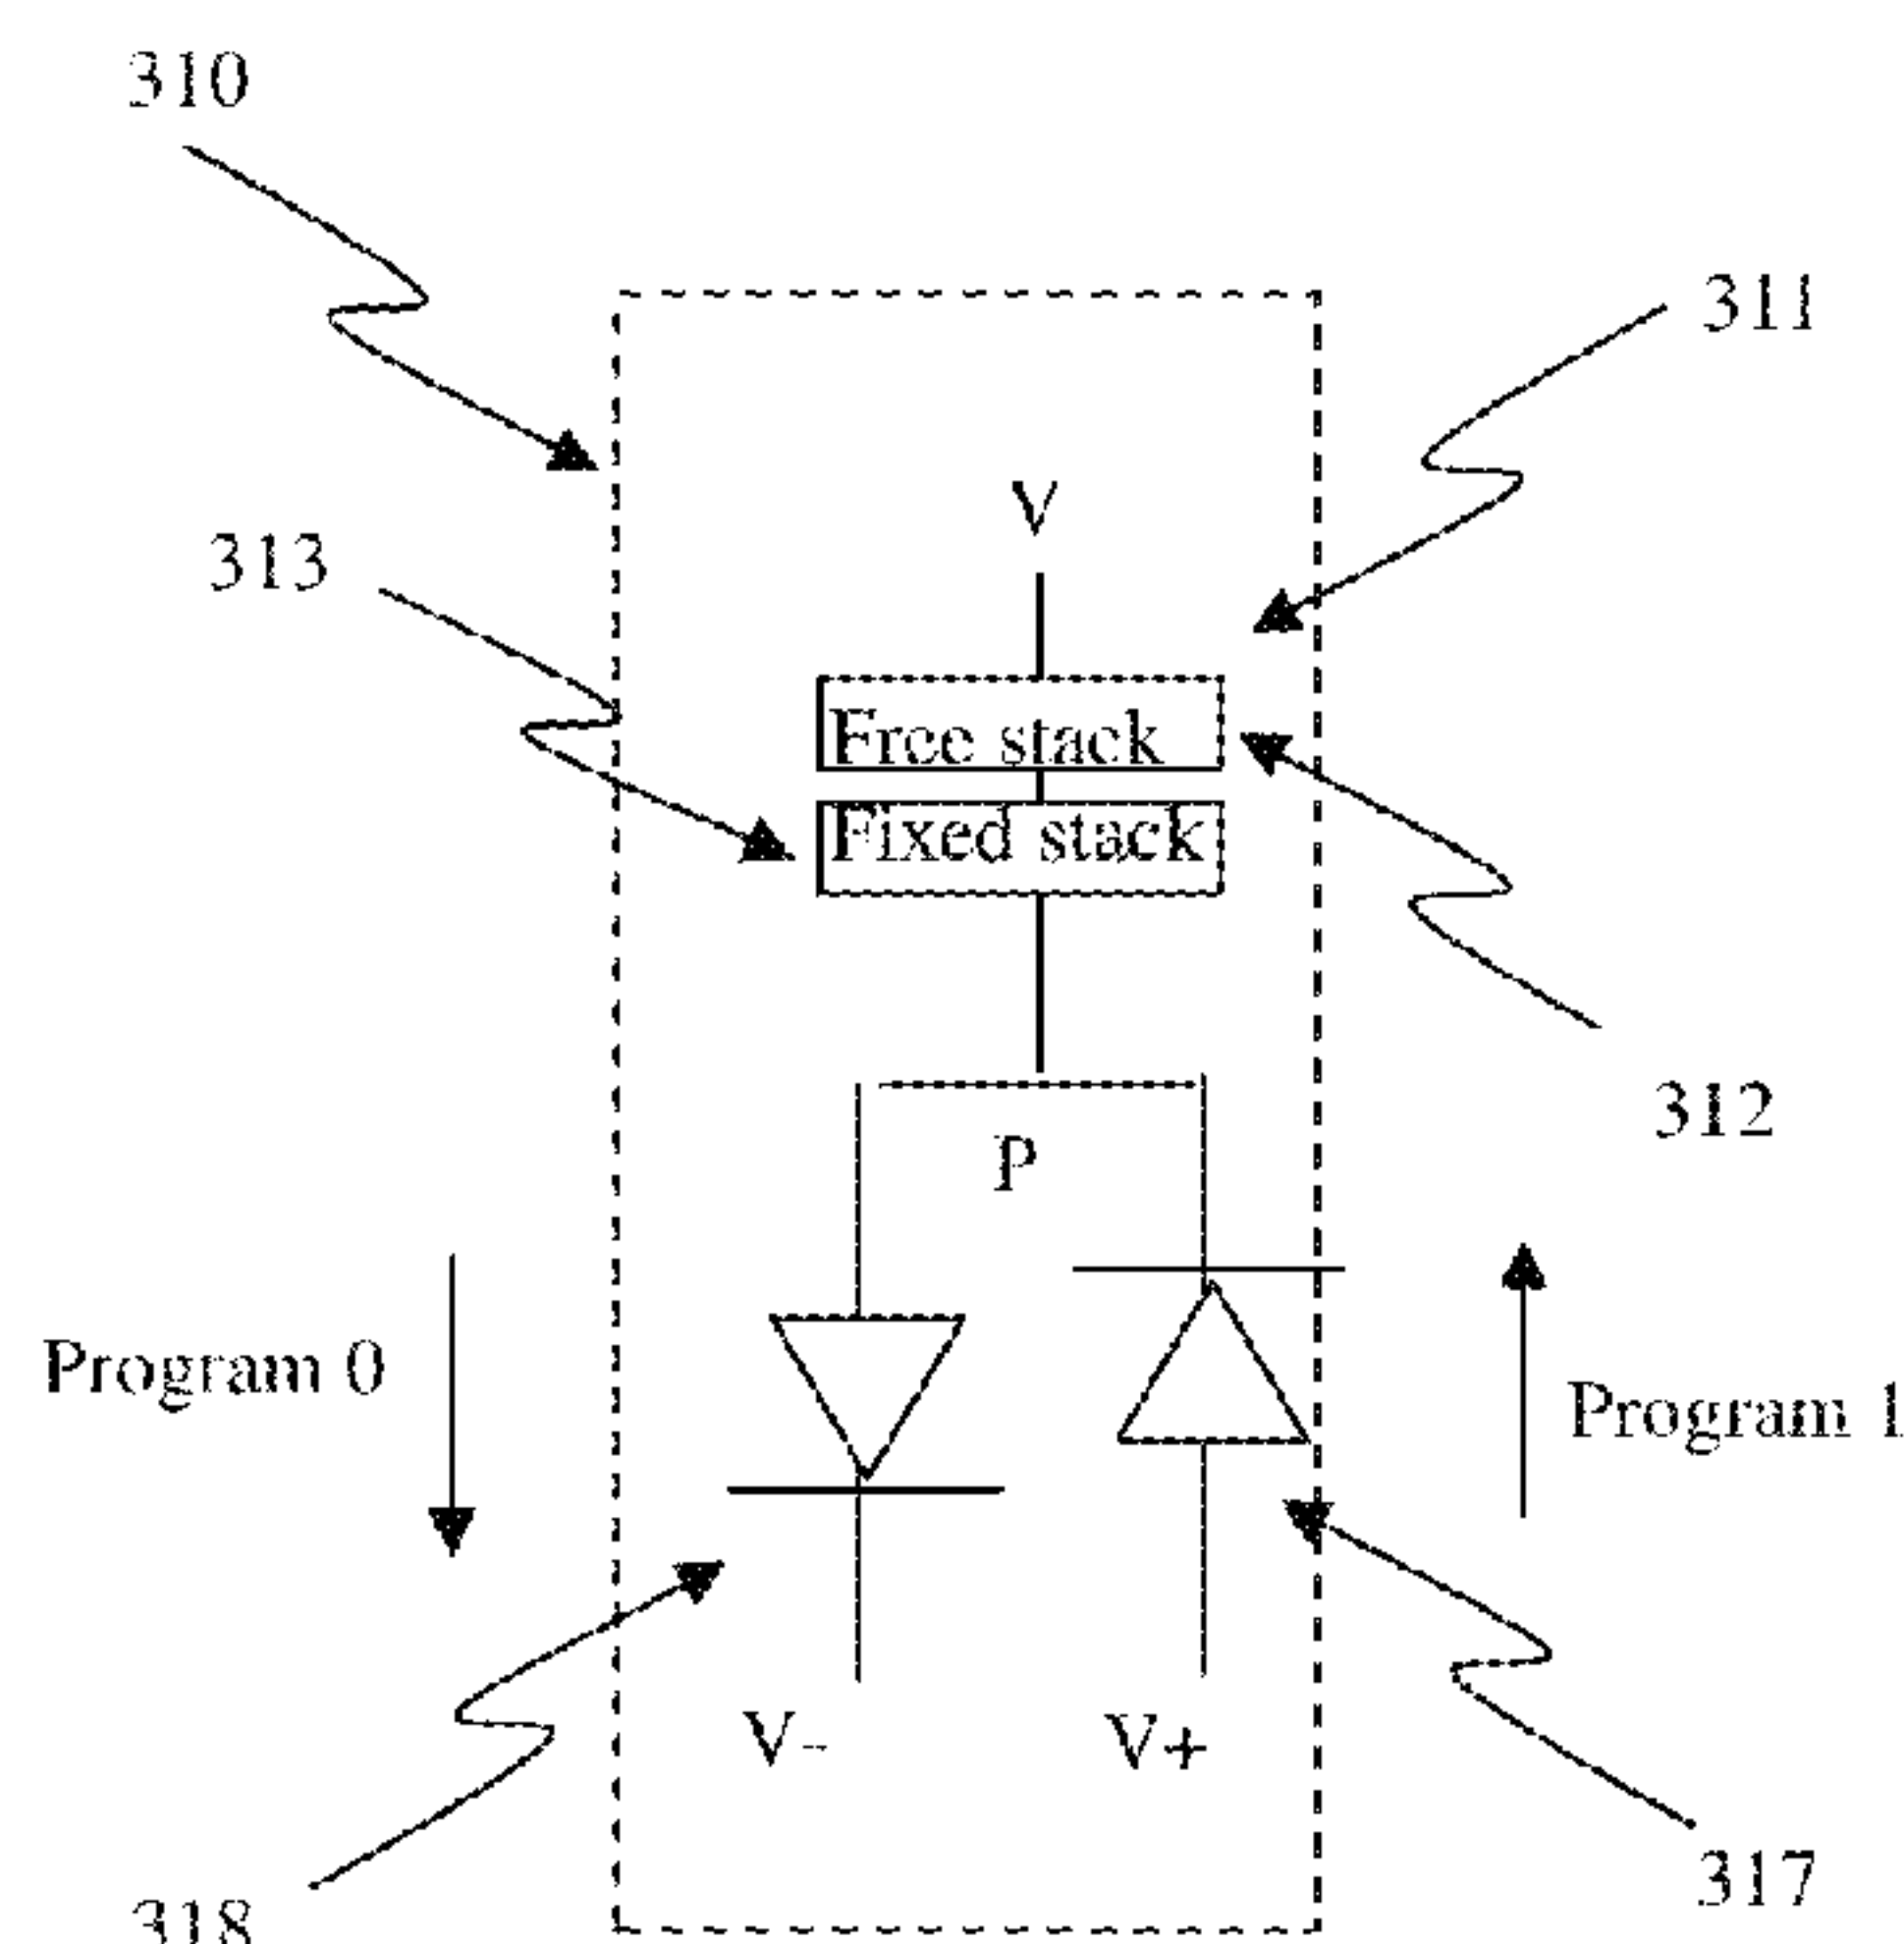 310
311
V
313
Free stack
Fixed stack
312
P
Program 0
Program 1
V-
V+
317
318